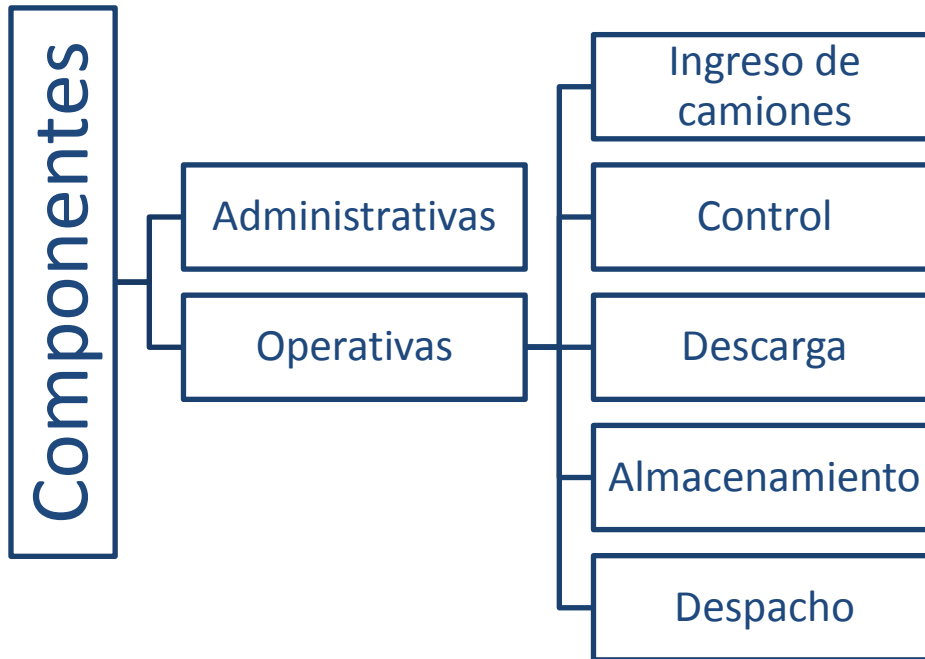 Componentes
Administrativas
Operativas
Ingreso de
camiones
Control
Descarga
Almacenamiento
Despacho